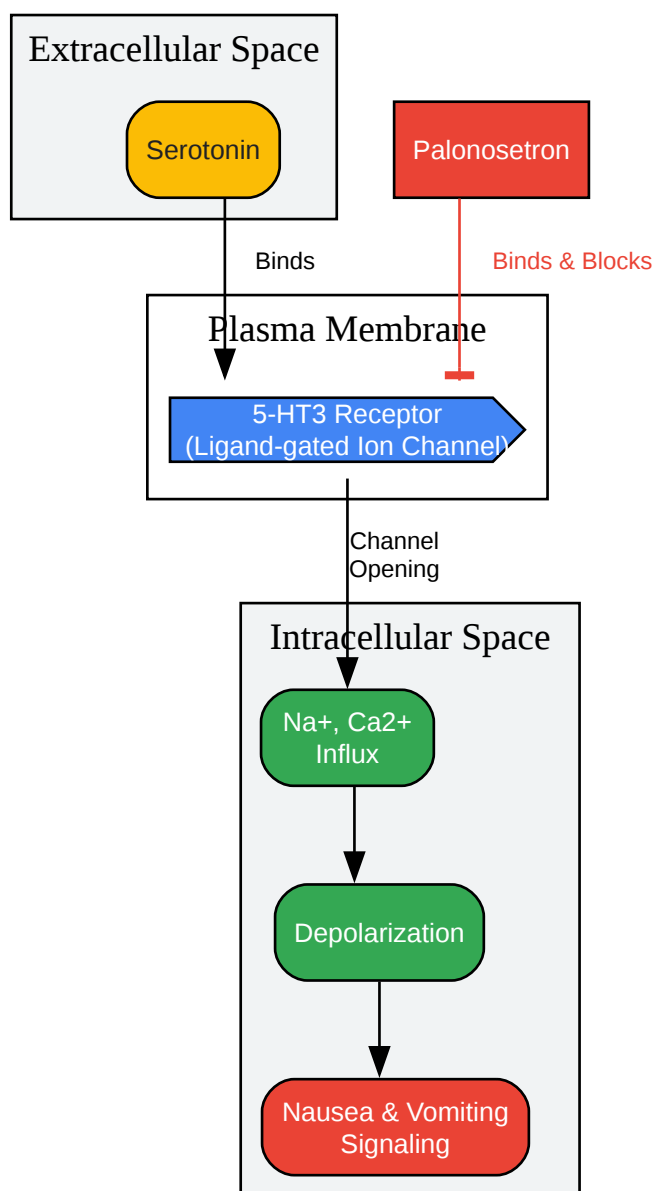 Extracellular Space
Serotonin
Palonosetron
Binds
Binds & Blocks
Plasma Membrane
5-HT3 Receptor
(Ligand-gated Ion Channel)
Channel
Opening
Intracellular Space
Na+, Ca2+
Influx
Depolarization
Nausea & Vomiting
Signaling